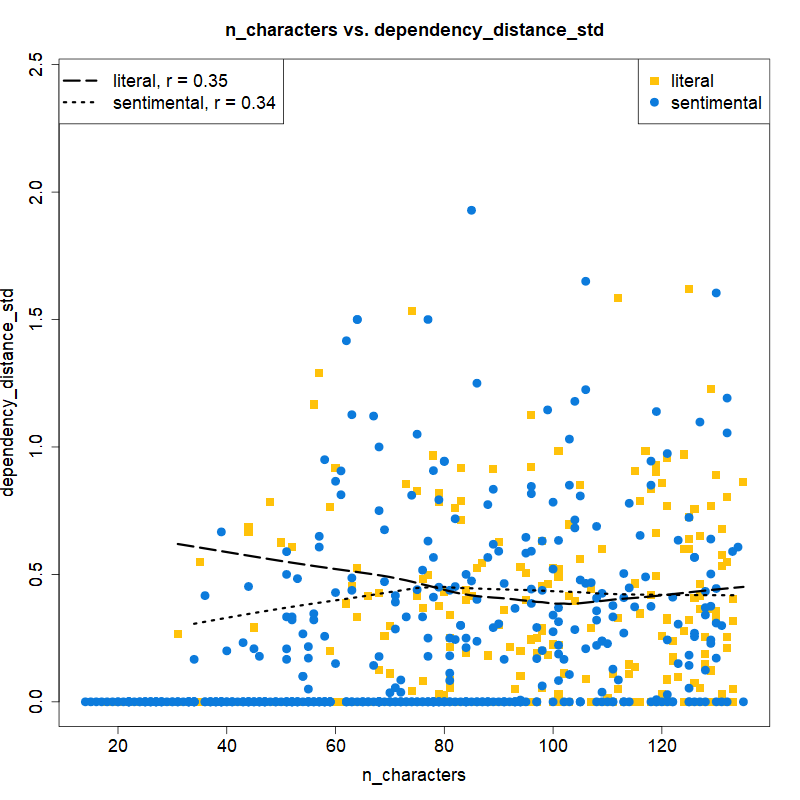 n_characters vs. dependency_distance_std
literal, r = 0.35
sentimental, r = 0.34
literal
sentimental
dependency_distance_std
2.5
2.0
1.5
1.0
0.5
0.0
20 40 60 80 100 120
n_characters